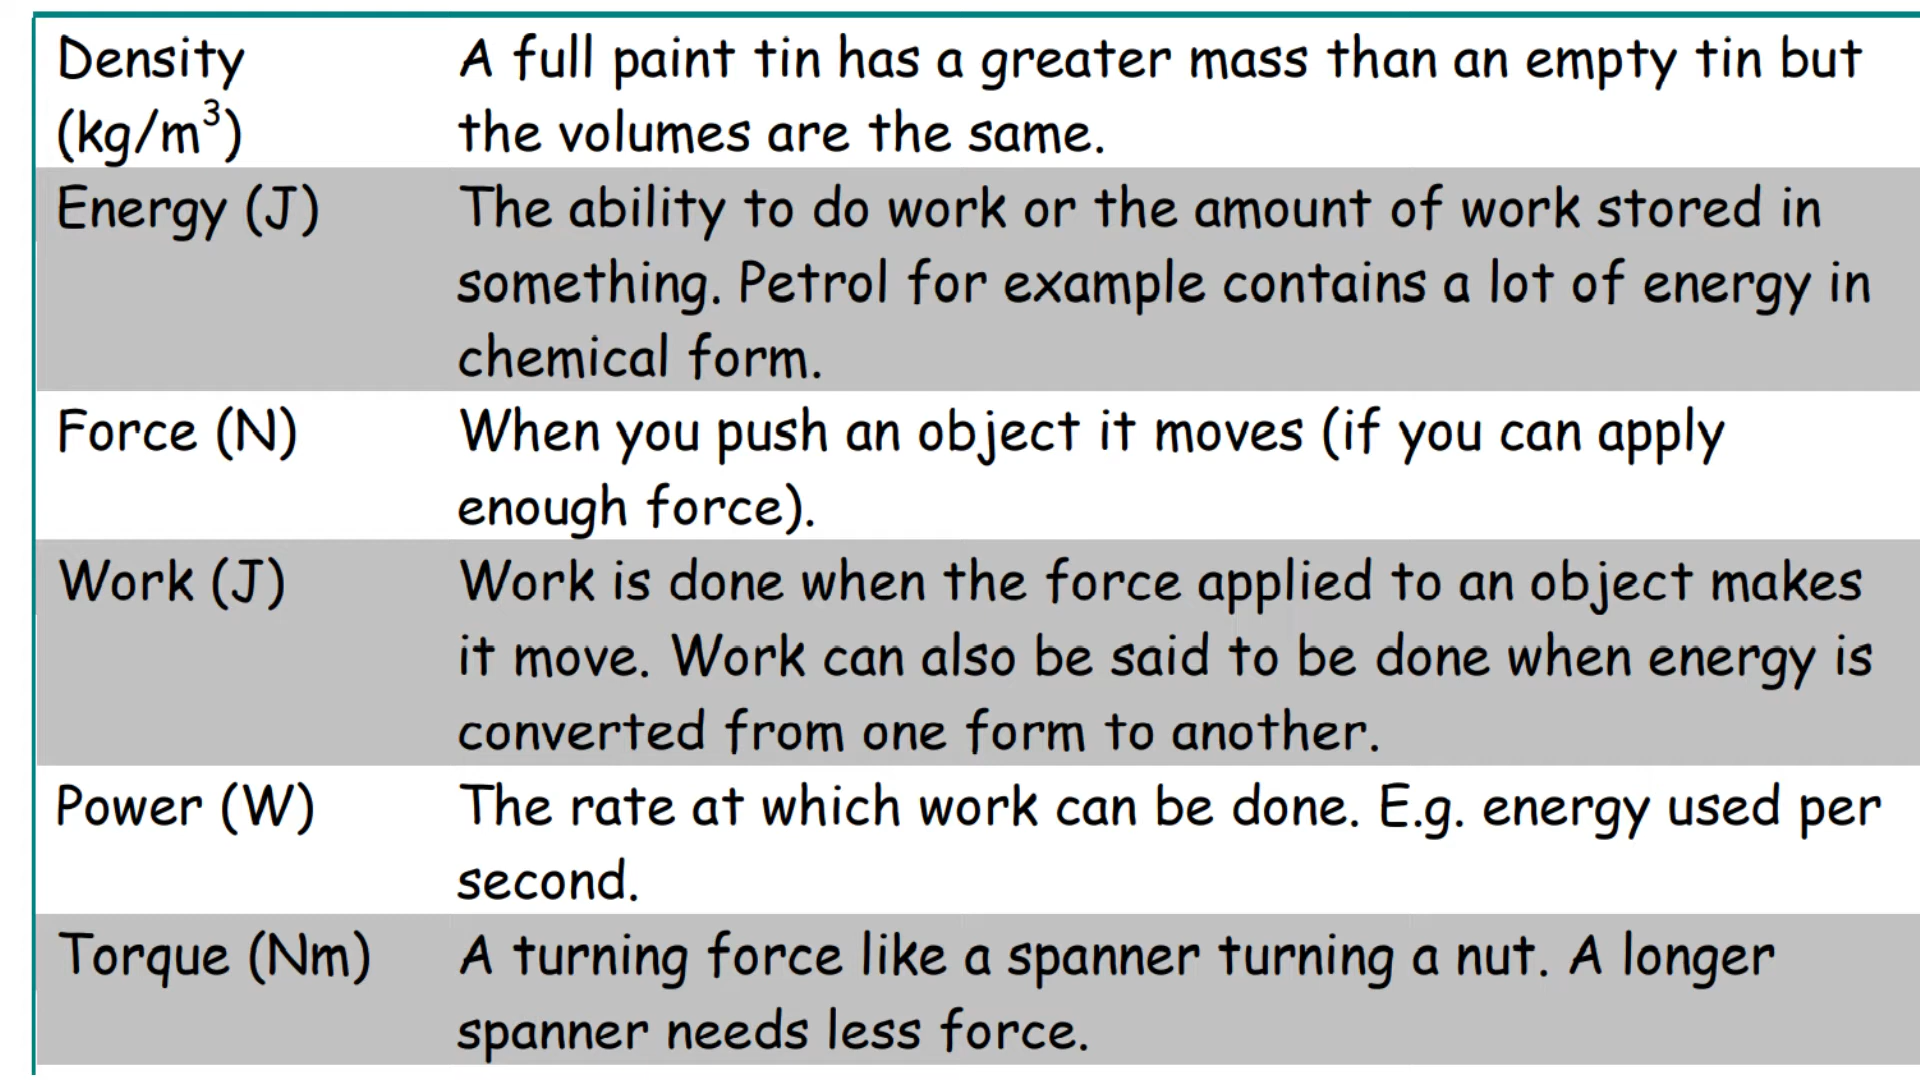 Density
(kg/m³)
A full paint tin has a greater mass than an empty tin but
the volumes are the same.
Energy (J)
The ability to do work or the amount of work stored in
something. Petrol for example contains a lot of energy in
chemical form.
Force (N)
When you push an object it moves (if you can apply
enough force).
Work (J)
Work is done when the force applied to an object makes
it move. Work can also be said to be done when energy is
converted from one form to another.
Power (W)
The rate at which work can be done. E.g. energy used per
second.
Torque (Nm)
A turning force like a spanner turning a nut. A longer
spanner needs less force.